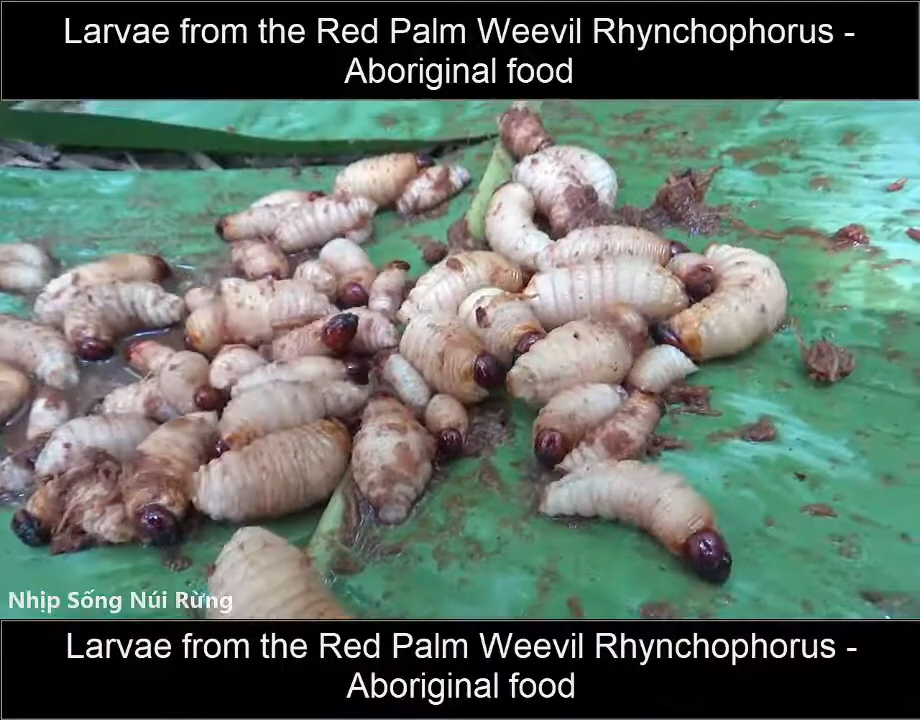 Larvae from the Red Palm Weevil Rhynchophorus -
Aboriginal food
Nhịp Sống Núi Rừng
Larvae from the Red Palm Weevil Rhynchophorus -
Aboriginal food